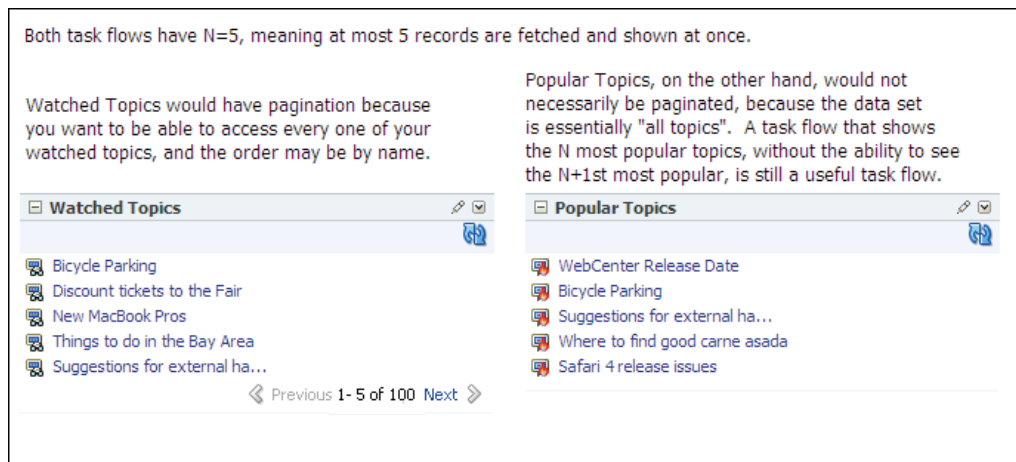 Both task flows have N=5, meaning at most 5 records are fetched and shown at once.
Watched Topics would have pagination because
you want to be able to access every one of your
watched topics, and the order may be by name.
Watched Topics
Bicycle Parking
Discount tickets to the Fair
New MacBook Pros
Things to do in the Bay Area
Suggestions for external ha...
Previous 1- 5 of 100 Next
Popular Topics, on the other hand, would not
necessarily be paginated, because the data set
is essentially "all topics".  A task flow that shows
the N most popular topics, without the ability to see
the N+1st most popular, is still a useful task flow.
Popular Topics
WebCenter Release Date
Bicycle Parking
Suggestions for external ha...
Where to find good carne asada
Safari 4 release issues